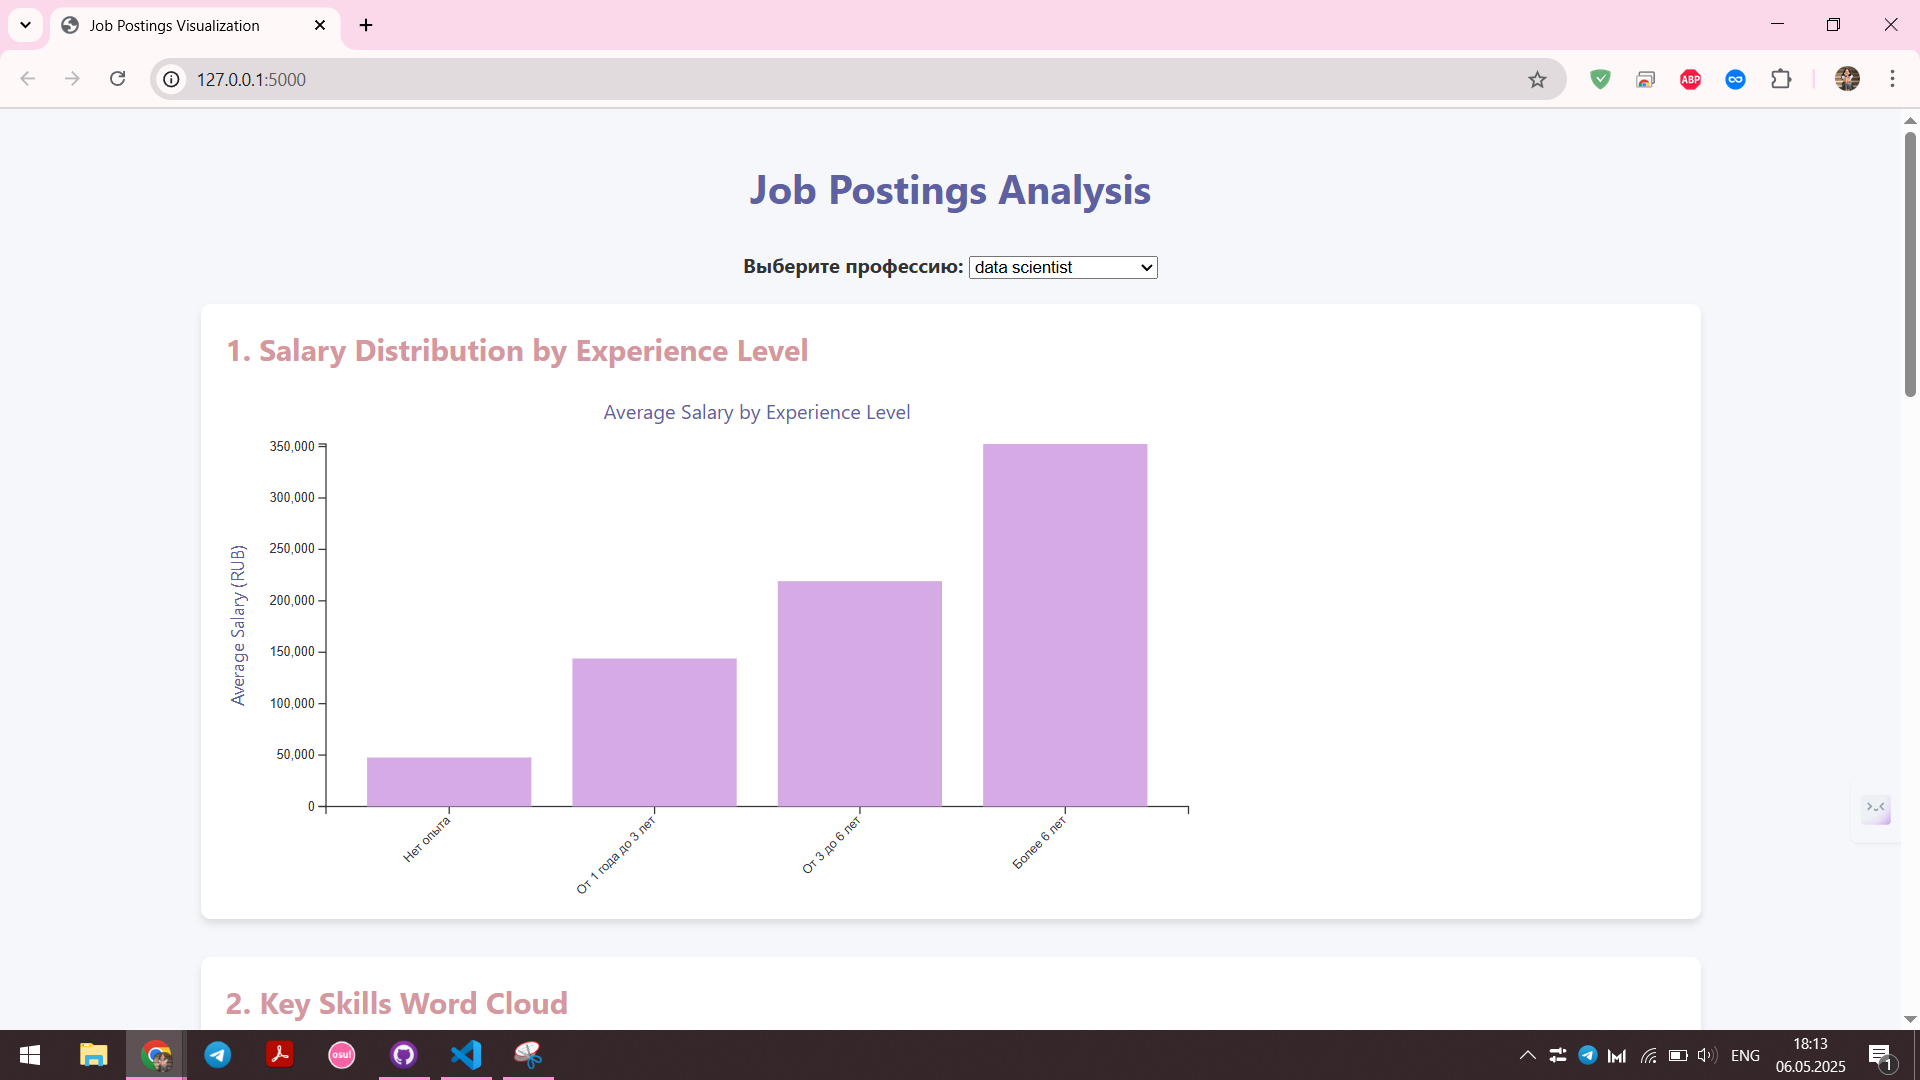 Job Postings Visualization
127.0.0.1:5000
ABP
Job Postings Analysis
Выберите профессию: data scientist
1. Salary Distribution by Experience Level
Average Salary by Experience Level
Average Salary (RUB)
350,000
300,000
250,000
200,000
150,000
100,000
50,000
0
Нет опыта
От 1 года до 3 лет
От 3 до 6 лет
Более 6 лет
2. Key Skills Word Cloud
osu!
ENG
18:13
06.05.2025
1